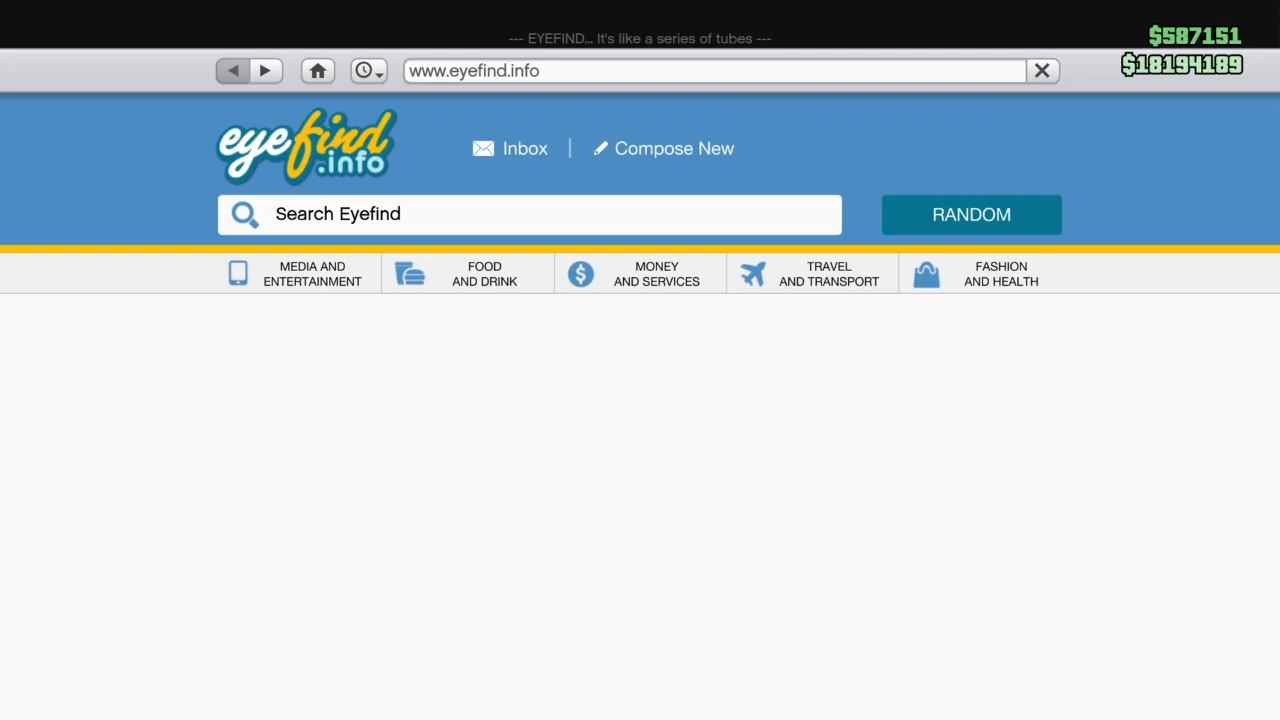 --- EYEFIND... It's like a series of tubes ---
$587151
www.eyefind.info
$18194189
eyefind
.info
Inbox
Compose New
Search Eyefind
RANDOM
MEDIA AND
ENTERTAINMENT
FOOD
AND DRINK
MONEY
AND SERVICES
TRAVEL
AND TRANSPORT
FASHION
AND HEALTH